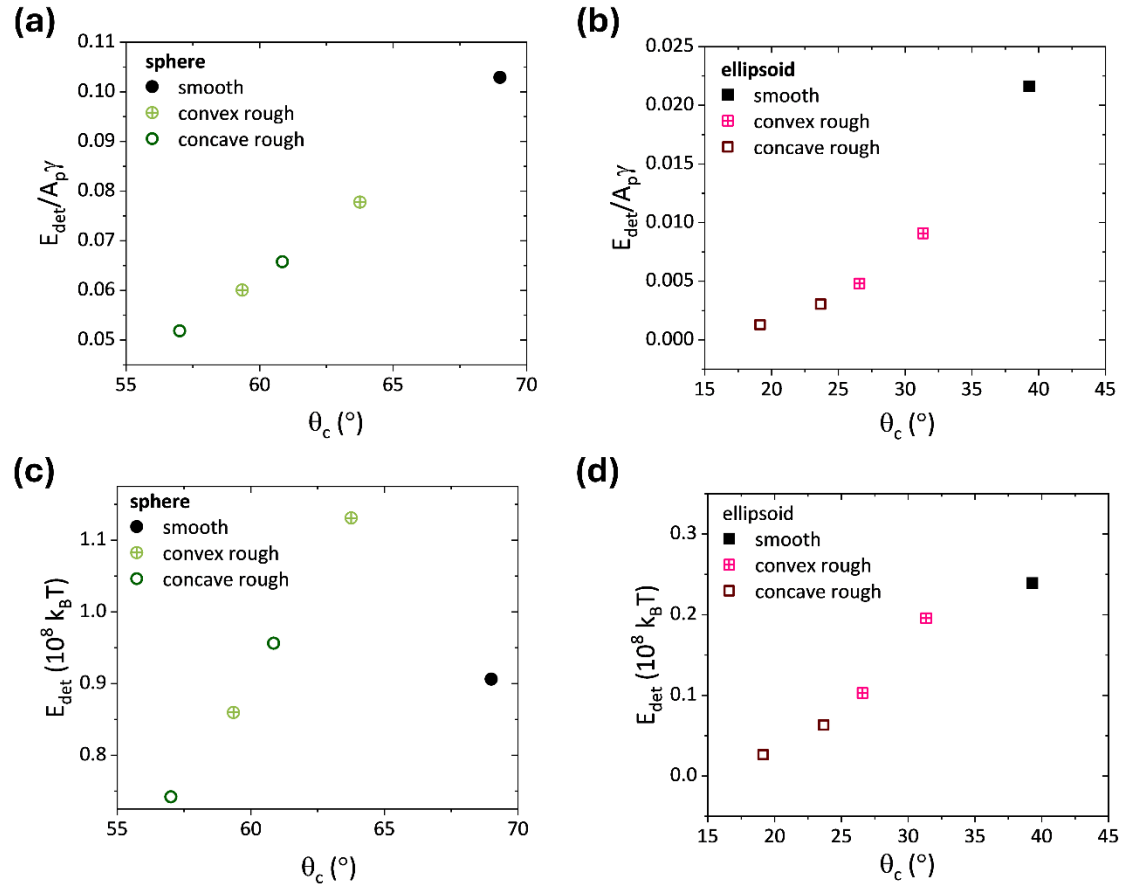 (a)
0.11
0.10
0.09
0.08
0.07
0.06
0.05
E_det/A_pγ
sphere
smooth
convex rough
concave rough
55 60 65 70
θ_c (°)
(b)
0.025
0.020
0.015
0.010
0.005
0.000
E_det/A_pγ
ellipsoid
smooth
convex rough
concave rough
15 20 25 30 35 40 45
θ_c (°)
(c)
1.1
1.0
0.9
0.8
E_det (10⁸ k_BT)
sphere
smooth
convex rough
concave rough
55 60 65 70
θ_c (°)
(d)
0.3
0.2
0.1
0.0
E_det (10⁸ k_BT)
ellipsoid
smooth
convex rough
concave rough
15 20 25 30 35 40 45
θ_c (°)